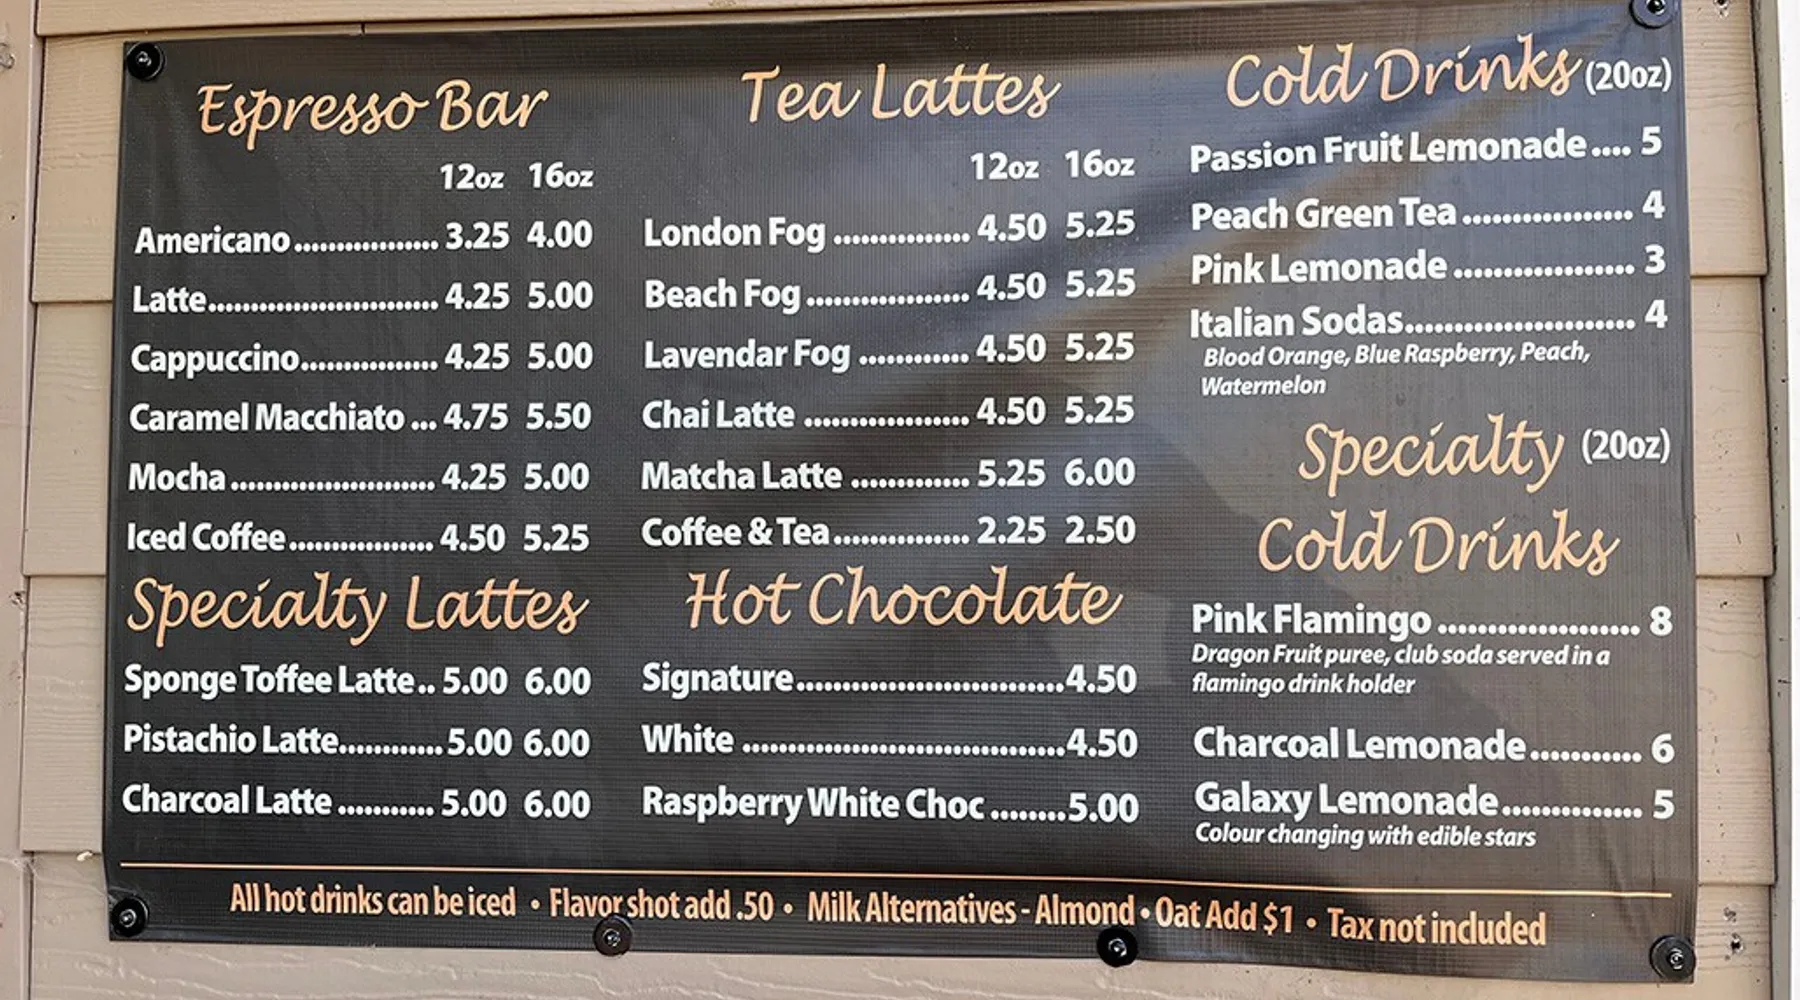 Espresso Bar
12oz 16oz
Americano................ 3.25 4.00
Latte.......................... 4.25 5.00
Cappuccino............... 4.25 5.00
Caramel Macchiato ... 4.75 5.50
Mocha....................... 4.25 5.00
Iced Coffee................ 4.50 5.25
Specialty Lattes
Sponge Toffee Latte.. 5.00 6.00
Pistachio Latte............ 5.00 6.00
Charcoal Latte ........... 5.00 6.00
Tea Lattes
12oz 16oz
London Fog ............... 4.50 5.25
Beach Fog.................. 4.50 5.25
Lavendar Fog ............ 4.50 5.25
Chai Latte .................. 4.50 5.25
Matcha Latte ............. 5.25 6.00
Coffee & Tea............... 2.25 2.50
Hot Chocolate
Signature..............................4.50
White ....................................4.50
Raspberry White Choc ........5.00
Cold Drinks (20oz)
Passion Fruit Lemonade .... 5
Peach Green Tea ................... 4
Pink Lemonade .................... 3
Italian Sodas.......................... 4
Blood Orange, Blue Raspberry, Peach,
Watermelon
Specialty (20oz)
Cold Drinks
Pink Flamingo ...................... 8
Dragon Fruit puree, club soda served in a
flamingo drink holder
Charcoal Lemonade............ 6
Galaxy Lemonade............... 5
Colour changing with edible stars
All hot drinks can be iced • Flavor shot add .50 • Milk Alternatives - Almond • Oat Add $1 • Tax not included